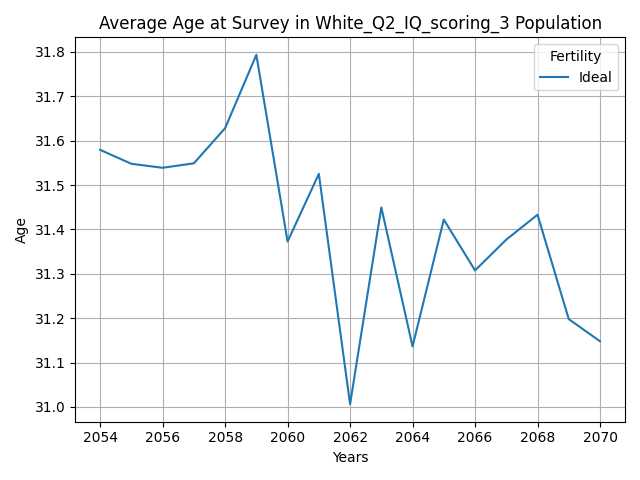 Average Age at Survey in White_Q2_IQ_scoring_3 Population
Fertility
Ideal
31.8
31.7
31.6
31.5
31.4
31.3
31.2
31.1
31.0
Age
2054 2056 2058 2060 2062 2064 2066 2068 2070
Years